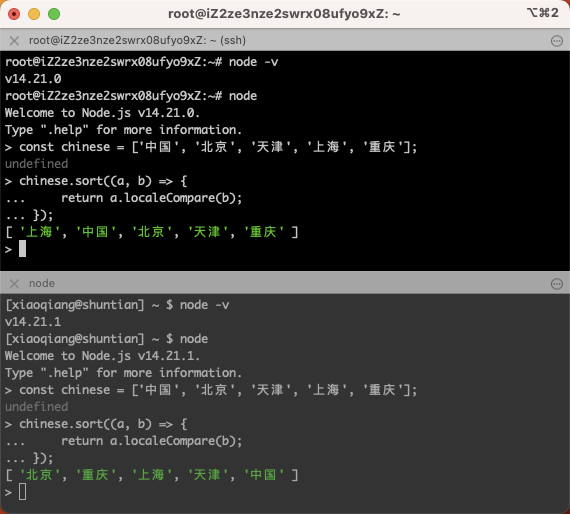 root@iZ2ze3nze2swrx08ufyo9xZ: ~
⌥⌘2
root@iZ2ze3nze2swrx08ufyo9xZ: ~ (ssh)
root@iZ2ze3nze2swrx08ufyo9xZ:~# node -v
v14.21.0
root@iZ2ze3nze2swrx08ufyo9xZ:~# node
Welcome to Node.js v14.21.0.
Type ".help" for more information.
> const chinese = ['中国', '北京', '天津', '上海', '重庆'];
undefined
> chinese.sort((a, b) => {
...     return a.localeCompare(b);
... });
[ '上海', '中国', '北京', '天津', '重庆' ]
>
node
[xiaoqiang@shuntian] ~ $ node -v
v14.21.1
[xiaoqiang@shuntian] ~ $ node
Welcome to Node.js v14.21.1.
Type ".help" for more information.
> const chinese = ['中国', '北京', '天津', '上海', '重庆'];
undefined
> chinese.sort((a, b) => {
...     return a.localeCompare(b);
... });
[ '北京', '重庆', '上海', '天津', '中国' ]
>